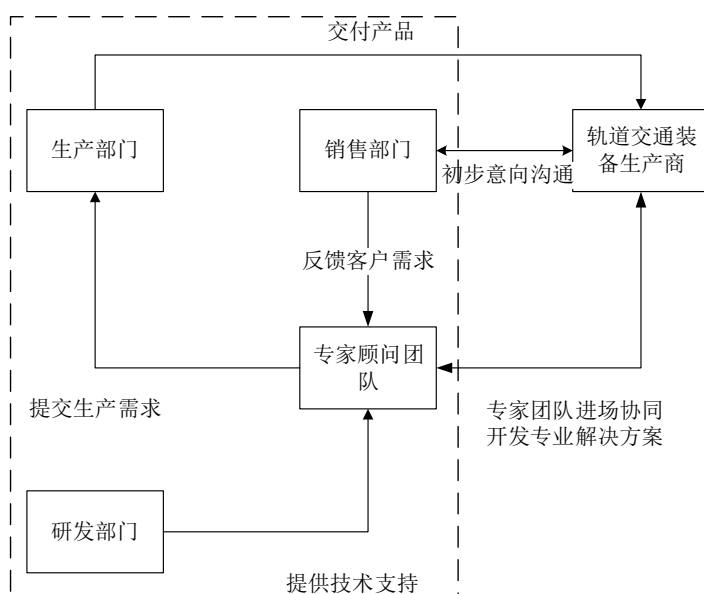 交付产品
生产部门
销售部门
轨道交通装
备生产商
初步意向沟通
反馈客户需求
专家顾问团
队
提交生产需求
专家团队进场协同
开发专业解决方案
研发部门
提供技术支持